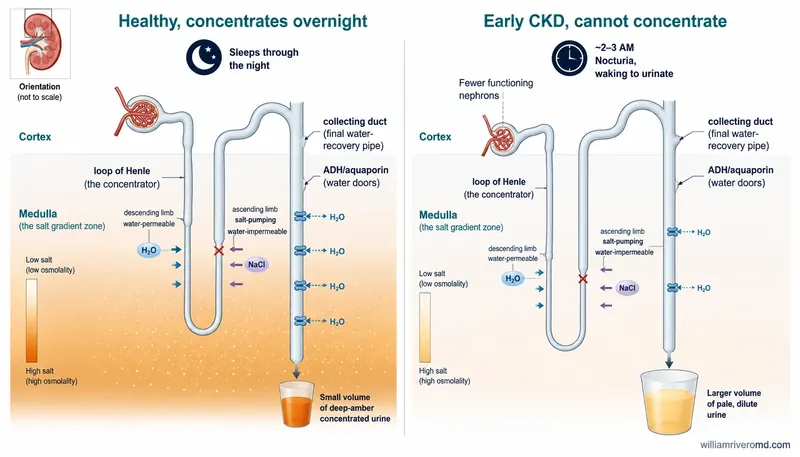 Healthy, concentrates overnight
Sleeps through
the night
Orientation
(not to scale)
Cortex
collecting duct
(final water-
recovery pipe)
ADH/aquaporin
(water doors)
loop of Henle
(the concentrator)
Medulla
(the salt gradient zone)
descending limb
water-permeable
ascending limb
salt-pumping
water-impermeable
H₂O
NaCl
H₂O
H₂O
H₂O
H₂O
Low salt
(low osmolality)
High salt
(high osmolality)
Small volume
of deep-amber
concentrated urine
Early CKD, cannot concentrate
~2–3 AM
Nocturia,
waking to urinate
Fewer functioning
nephrons
Cortex
collecting duct
(final water-
recovery pipe)
ADH/aquaporin
(water doors)
loop of Henle
(the concentrator)
Medulla
(the salt gradient zone)
descending limb
water-permeable
ascending limb
salt-pumping
water-impermeable
H₂O
NaCl
H₂O
H₂O
Low salt
(low osmolality)
High salt
(high osmolality)
Larger volume
of pale, dilute
urine
williamriveromd.com